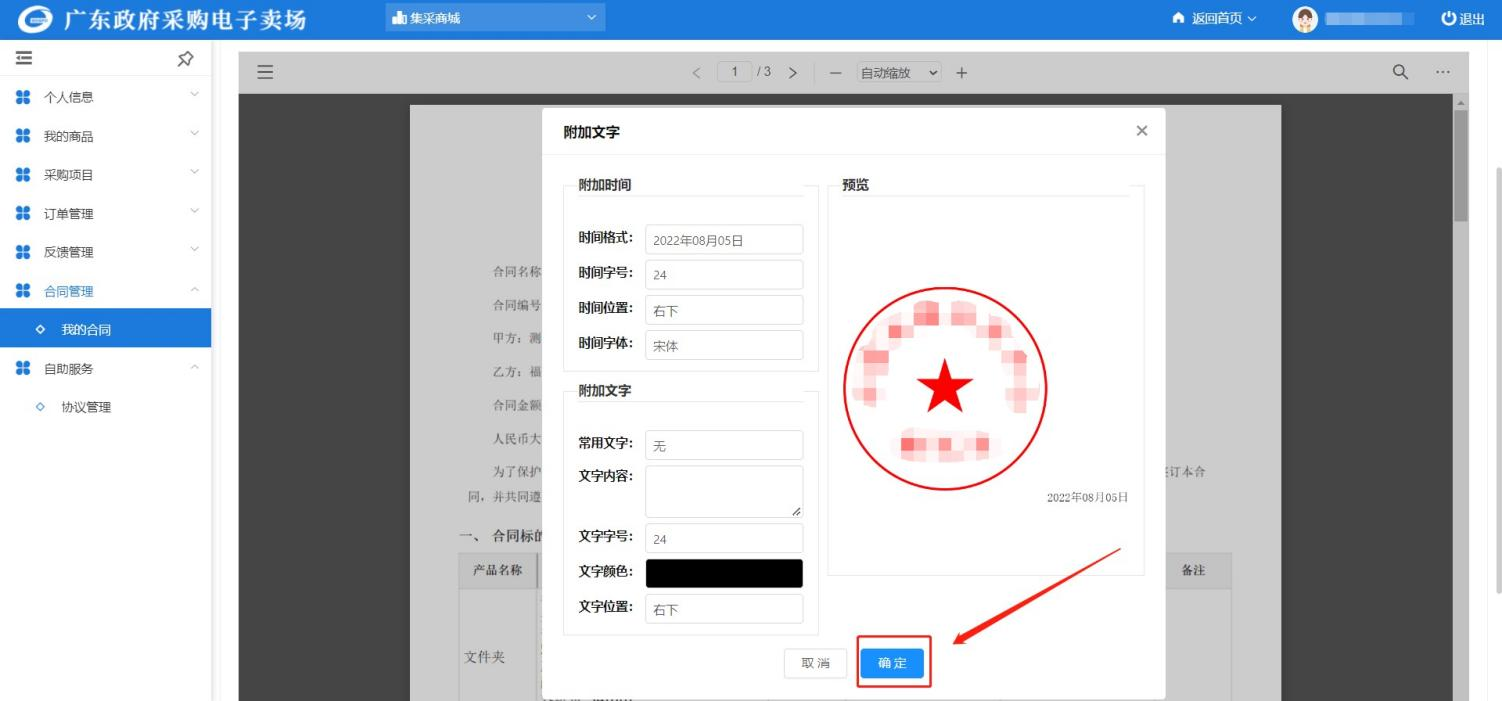 广东政府采购电子卖场
集采商城
返回首页
退出
个人信息
我的商品
采购项目
订单管理
反馈管理
合同管理
我的合同
自助服务
协议管理
1 / 3
自动缩放
合同名称
合同编号
甲方：测
乙方：福
合同金额
人民币大
为了保护
订本合
同，并共同遵
一、 合同标的
产品名称
备注
文件夹
附加文字
附加时间
时间格式： 2022年08月05日
时间字号： 24
时间位置： 右下
时间字体： 宋体
附加文字
常用文字： 无
文字内容：
文字字号： 24
文字颜色：
文字位置： 右下
预览
2022年08月05日
取消
确定